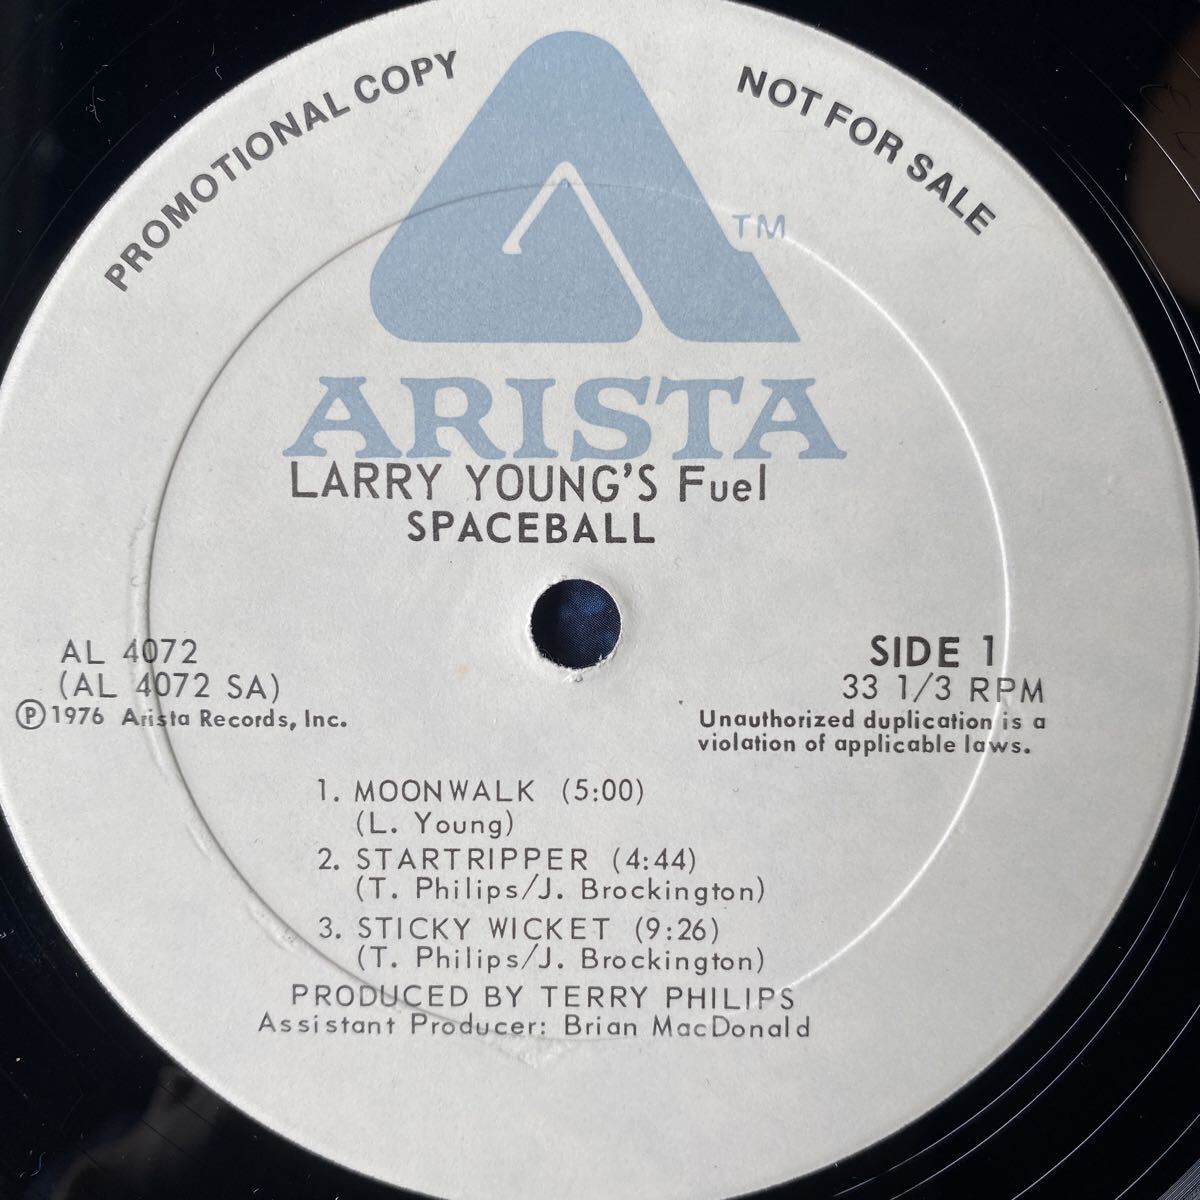 PROMOTIONAL COPY
NOT FOR SALE
TM
ARISTA
LARRY YOUNG'S Fuel
SPACEBALL
AL 4072
(AL 4072 SA)
Ⓟ1976 Arista Records, Inc.
SIDE 1
33 1/3 RPM
Unauthorized duplication is a
violation of applicable laws.
1. MOONWALK (5:00)
(L. Young)
2. STARTRIPPER (4:44)
(T. Philips/J. Brockington)
3. STICKY WICKET (9:26)
(T. Philips/J. Brockington)
PRODUCED BY TERRY PHILIPS
Assistant Producer: Brian MacDonald